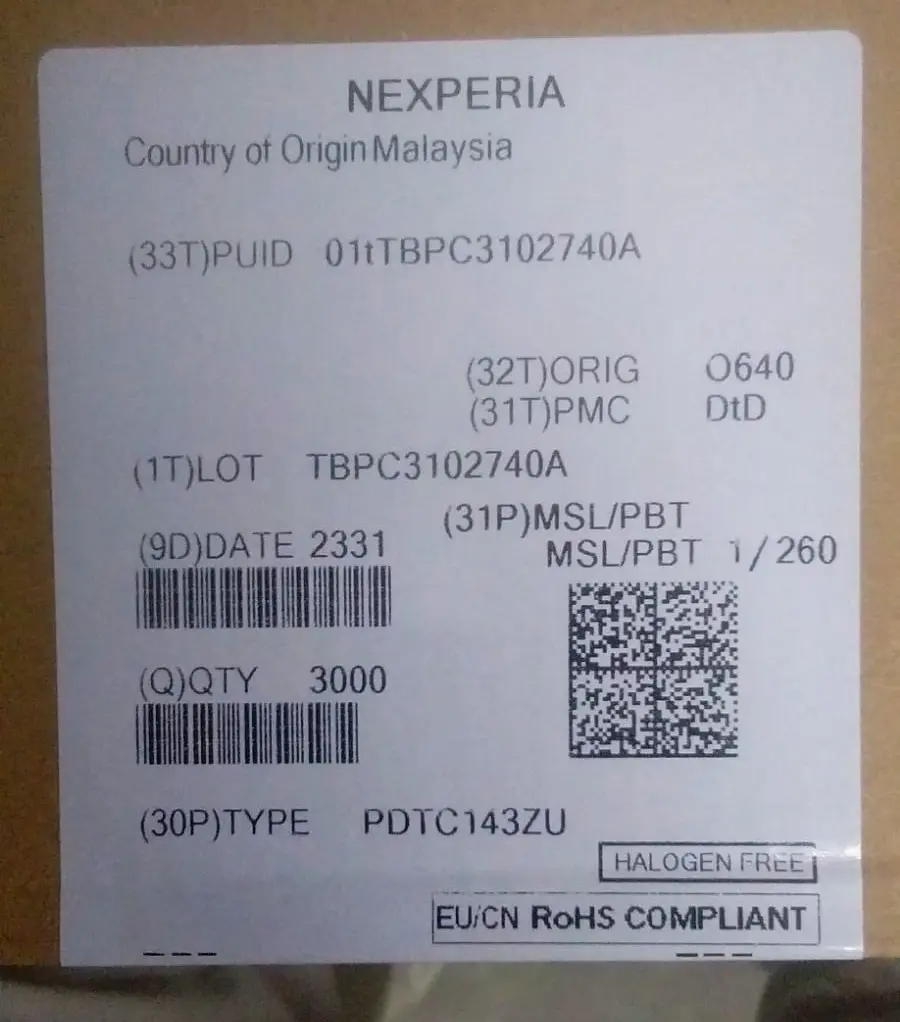 NEXPERIA
Country of Origin Malaysia
(33T)PUID 01tTBPC3102740A
(32T)ORIG O640
(31T)PMC DtD
(1T)LOT TBPC3102740A
(31P)MSL/PBT
(9D)DATE 2331
MSL/PBT 1/260
(Q)QTY 3000
(30P)TYPE PDTC143ZU
HALOGEN FREE
EU/CN RoHS COMPLIANT